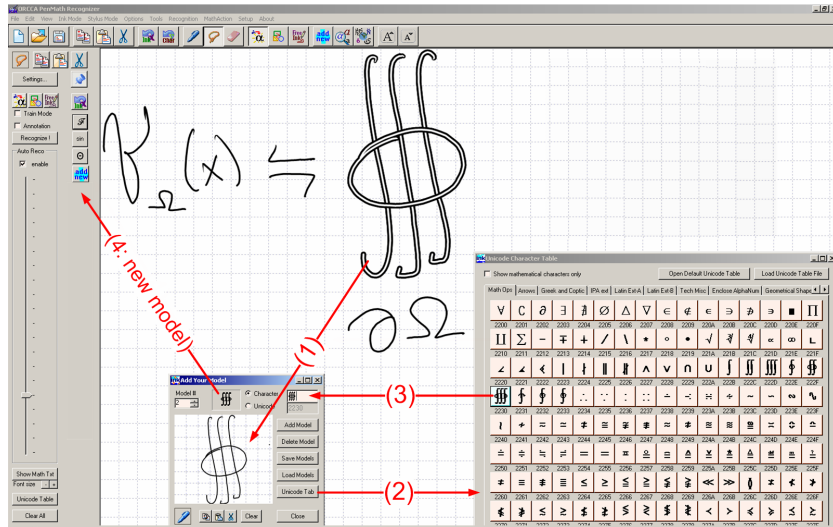 ORCCA PenMath Recognizer
File Edit View Ink Mode Stylus Mode Options Tools Recognition MathAction Setup About
Settings...
Train Mode
Annotation
Recognize !
Auto Reco
enable
Show Math Txt
Font size - +
Unicode Table
Clear All
sin
add new
(x) ⇋ ∰
Ω
∂Ω
(1)
(2)
(3)
(4: new model)
Add Your Model
Model #
2
∰
Character
Unicode
∰
2230
Add Model
Delete Model
Save Models
Load Models
Unicode Tab
Clear
Close
Unicode Character Table
Show mathematical characters only
Open Default Unicode Table
Load Unicode Table File
Math Ops Arrows Greek and Coptic IPA ext Latin Ext-A Latin Ext-B Tech Misc Enclose AlphaNum Geometrical Shape
∀ ∁ ∂ ∃ ∄ ∅ ∆ ∇ ∈ ∉ ∊ ∋ ∌ ∍ ∎ ∏
2200 2201 2202 2203 2204 2205 2206 2207 2208 2209 220A 220B 220C 220D 220E 220F
∐ ∑ − ∓ ∔ ∕ ∖ ∗ ∘ ∙ √ ∛ ∜ ∝ ∞ ∟
2210 2211 2212 2213 2214 2215 2216 2217 2218 2219 221A 221B 221C 221D 221E 221F
∠ ∡ ∢ ∣ ∤ ∥ ∦ ∧ ∨ ∩ ∪ ∫ ∬ ∭ ∮ ∯
2220 2221 2222 2223 2224 2225 2226 2227 2228 2229 222A 222B 222C 222D 222E 222F
∰ ∱ ∲ ∳ ∴ ∵ ∶ ∷ ∸ ∹ ∺ ∻ ∼ ∽ ∾ ∿
2230 2231 2232 2233 2234 2235 2236 2237 2238 2239 223A 223B 223C 223D 223E 223F
≀ ≁ ≂ ≃ ≄ ≅ ≆ ≇ ≈ ≉ ≊ ≋ ≌ ≍ ≎ ≏
2240 2241 2242 2243 2244 2245 2246 2247 2248 2249 224A 224B 224C 224D 224E 224F
≐ ≑ ≒ ≓ ≔ ≕ ≖ ≗ ≘ ≙ ≚ ≛ ≜ ≝ ≞ ≟
2250 2251 2252 2253 2254 2255 2256 2257 2258 2259 225A 225B 225C 225D 225E 225F
≠ ≡ ≢ ≣ ≤ ≥ ≦ ≧ ≨ ≩ ≪ ≫ ≬ ≭ ≮ ≯
2260 2261 2262 2263 2264 2265 2266 2267 2268 2269 226A 226B 226C 226D 226E 226F
≰ ≱ ≲ ≳ ≴ ≵ ≶ ≷ ≸ ≹ ≺ ≻ ≼ ≽ ≾ ≿